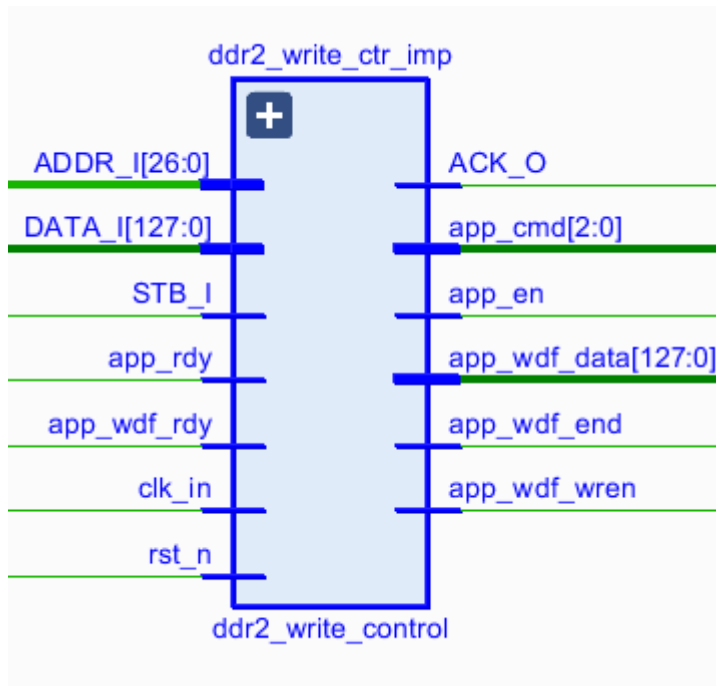 ddr2_write_ctr_imp
ADDR_I[26:0]
ACK_O
DATA_I[127:0]
app_cmd[2:0]
STB_I
app_en
app_rdy
app_wdf_data[127:0]
app_wdf_rdy
app_wdf_end
clk_in
app_wdf_wren
rst_n
ddr2_write_control